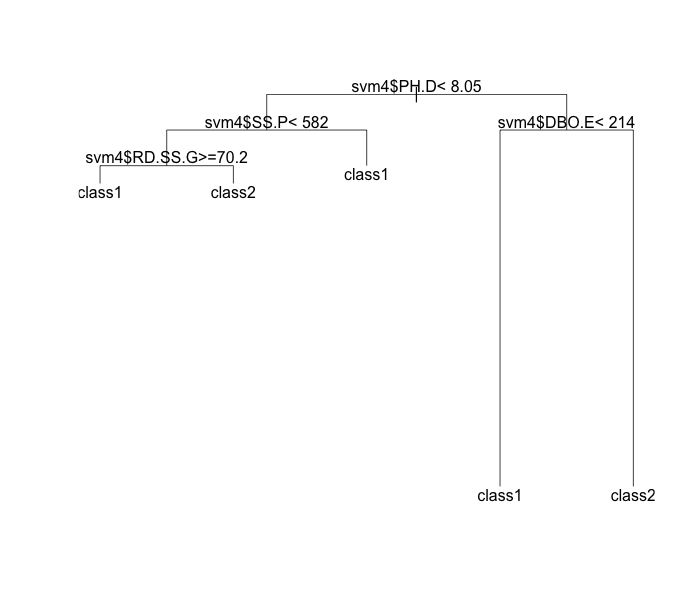 svm4$PH.D< 8.05
svm4$SS.P< 582
svm4$DBO.E< 214
svm4$RD.SS.G>=70.2
class1
class1
class2
class1
class2